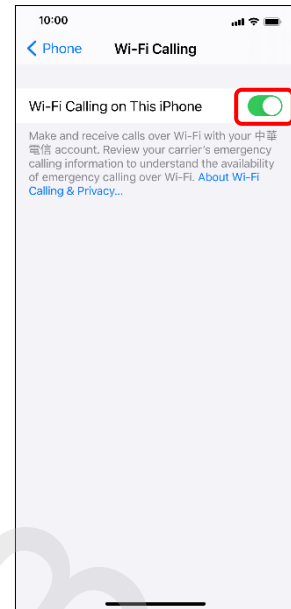 10:00
Phone
Wi-Fi Calling
Wi-Fi Calling on This iPhone
Make and receive calls over Wi-Fi with your 中華
電信 account. Review your carrier's emergency
calling information to understand the availability
of emergency calling over Wi-Fi. About Wi-Fi
Calling & Privacy...